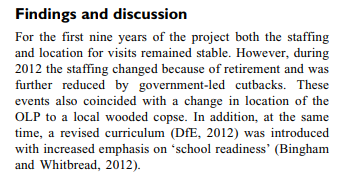 Findings and discussion
For the first nine years of the project both the staffing
and location for visits remained stable. However, during
2012 the staffing changed because of retirement and was
further reduced by government-led cutbacks. These
events also coincided with a change in location of the
OLP to a local wooded copse. In addition, at the same
time, a revised curriculum (DfE, 2012) was introduced
with increased emphasis on ‘school readiness’ (Bingham
and Whitbread, 2012).